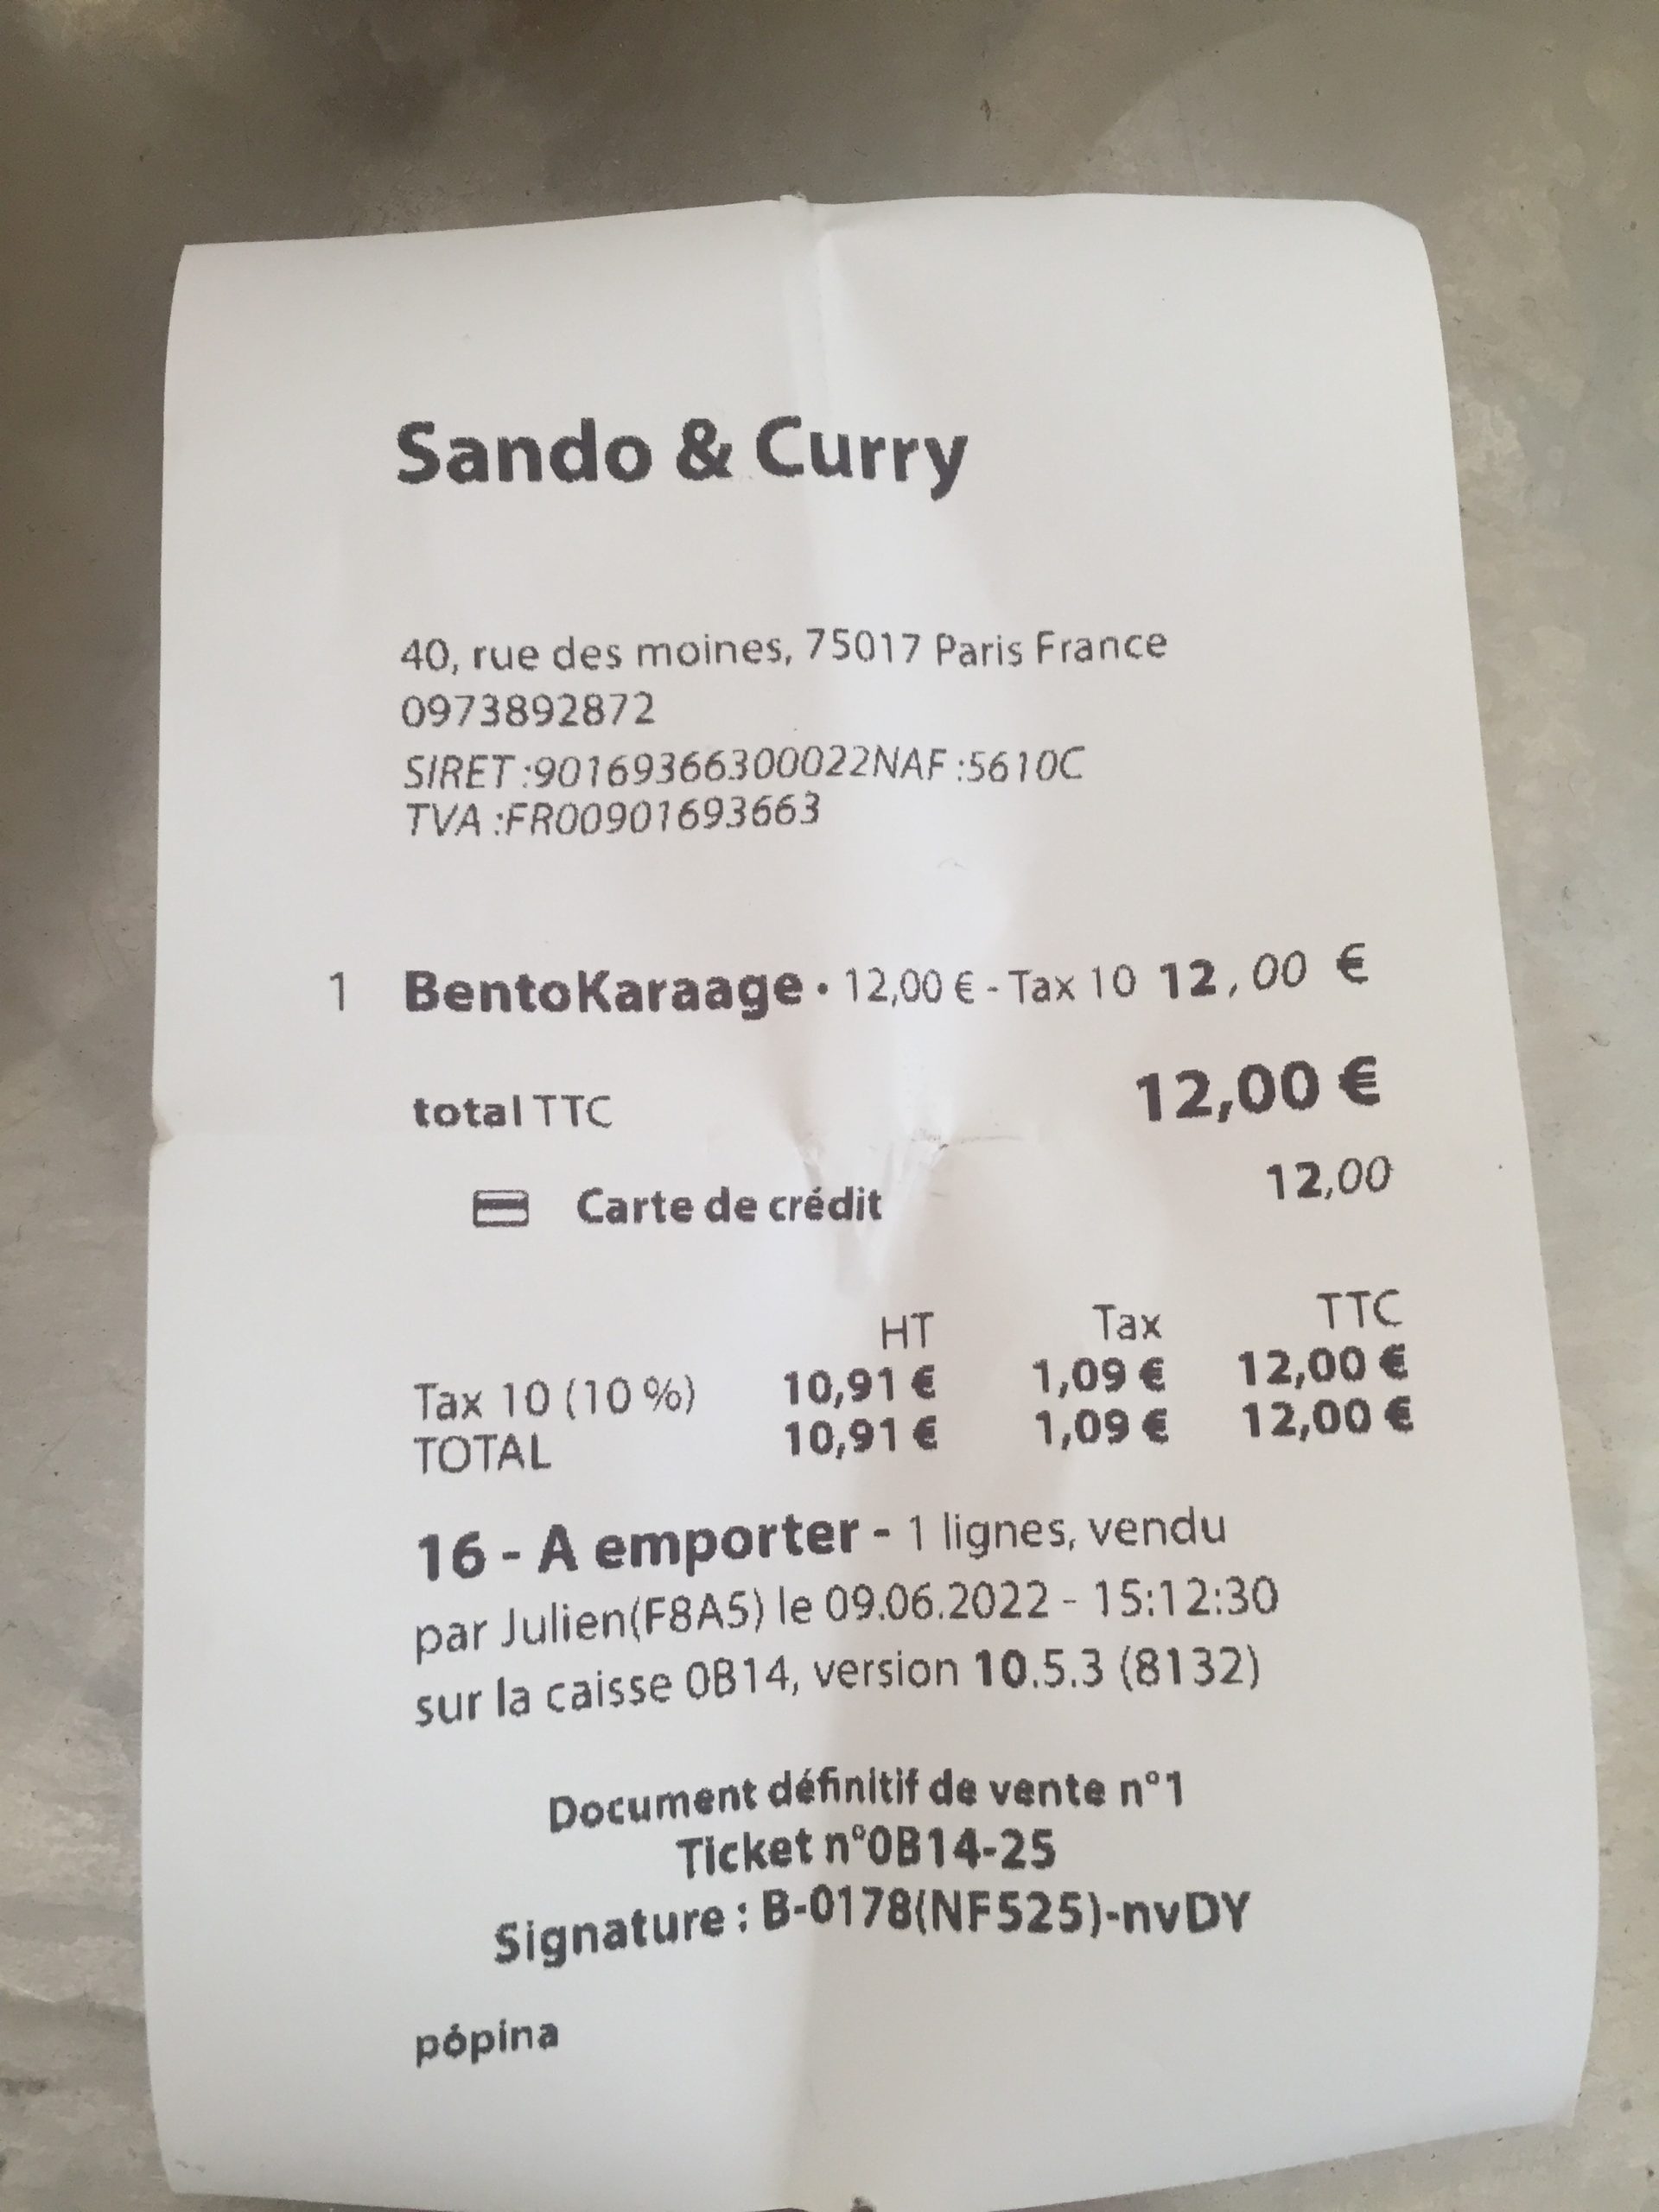 Sando & Curry
40, rue des moines, 75017 Paris France
0973892872
SIRET :90169366300022NAF :5610C
TVA :FR00901693663
1 BentoKaraage • 12,00 € - Tax 10 12,00 €
total TTC 12,00 €
Carte de crédit 12,00
HT Tax TTC
Tax 10 (10 %) 10,91 € 1,09 € 12,00 €
TOTAL 10,91 € 1,09 € 12,00 €
16 - A emporter - 1 lignes, vendu
par Julien(F8A5) le 09.06.2022 - 15:12:30
sur la caisse 0B14, version 10.5.3 (8132)
Document définitif de vente n°1
Ticket n°0B14-25
Signature : B-0178(NF525)-nvDY
pópina